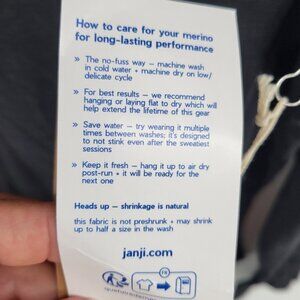 How to care for your merino
for long-lasting performance
» The no-fuss way – machine wash
in cold water + machine dry on low/
delicate cycle
» For best results – we recommend
hanging or laying flat to dry which will
help extend the lifetime of this gear
» Save water – try wearing it multiple
times between washes; it's designed
to not stink even after the sweatiest
sessions
» Keep it fresh – hang it up to air dry
post-run + it will be ready for the
next one
Heads up – shrinkage is natural
this fabric is not preshrunk + may shrink
up to half a size in the wash
janji.com
FR